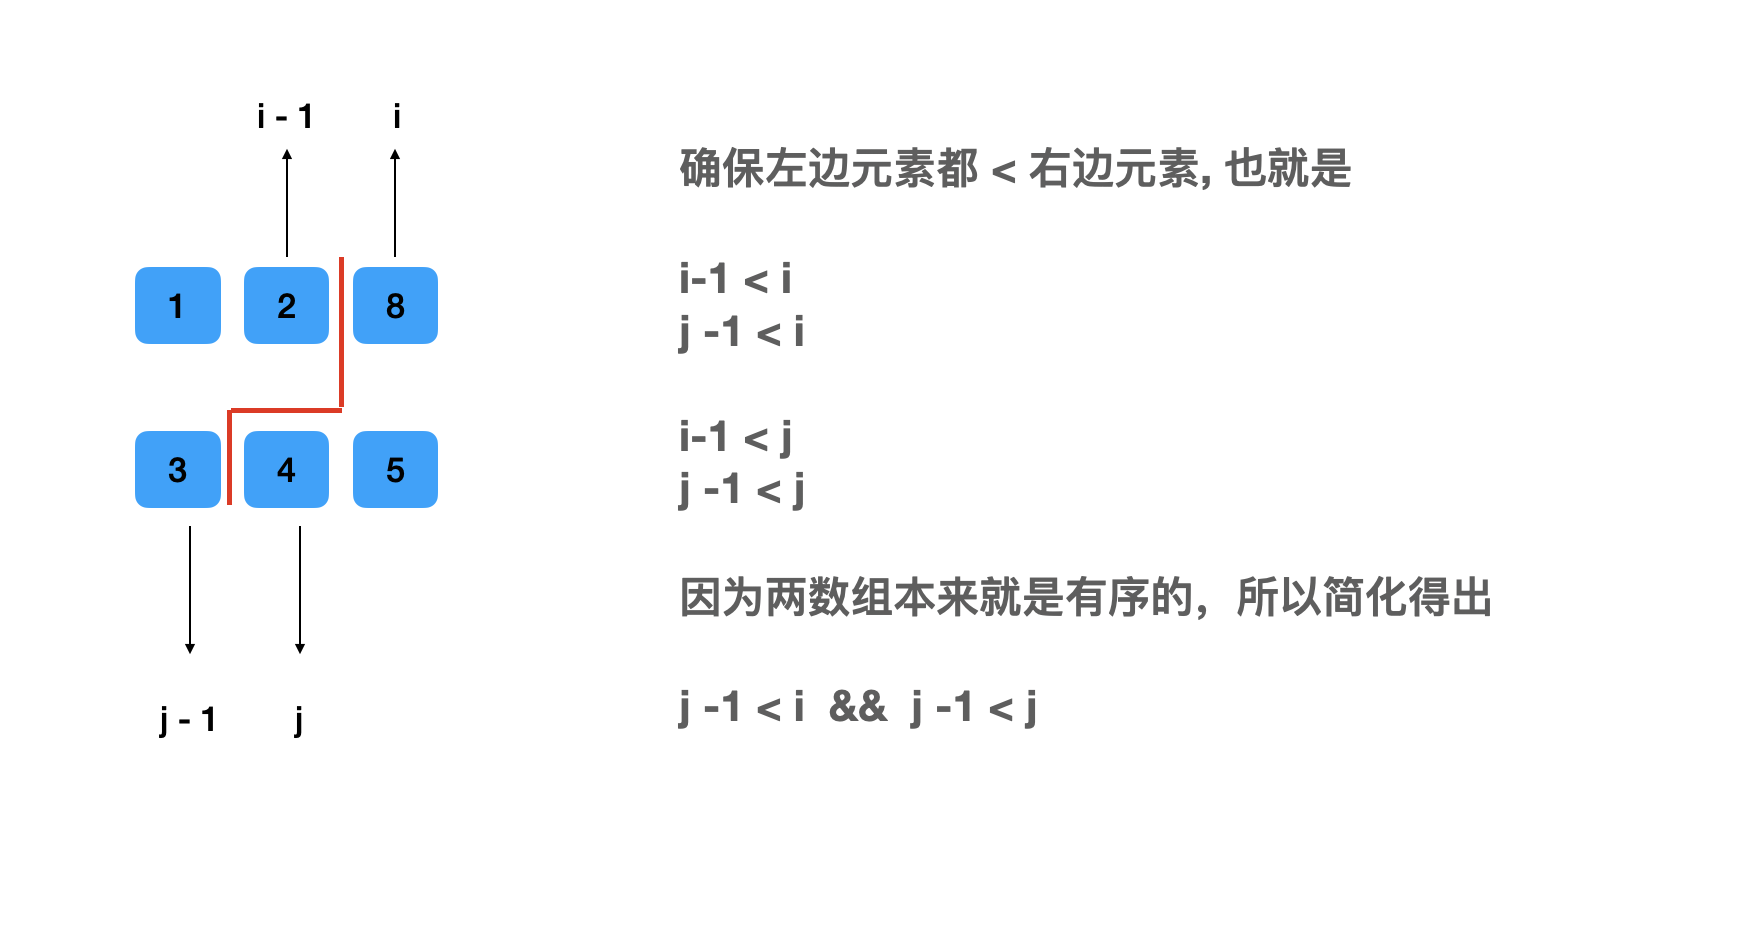 i - 1 i
1 2 8
3 4 5
j - 1 j
确保左边元素都 < 右边元素, 也就是
i-1 < i
j -1 < i
i-1 < j
j -1 < j
因为两数组本来就是有序的，所以简化得出
j -1 < i && j -1 < j